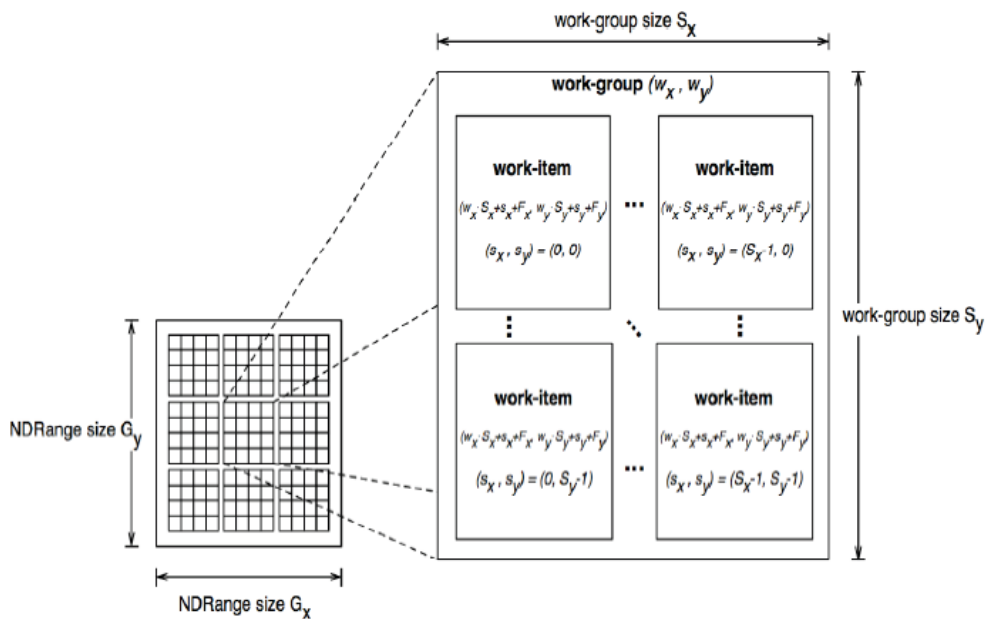 work-group size Sx
work-group (wx , wy)
work-item
(wx·Sx+sx+Fx, wy·Sy+sy+Fy)
(sx , sy) = (0, 0)
...
work-item
(wx·Sx+sx+Fx, wy·Sy+sy+Fy)
(sx , sy) = (Sx-1, 0)
work-group size Sy
work-item
(wx·Sx+sx+Fx, wy·Sy+sy+Fy)
(sx , sy) = (0, Sy-1)
...
work-item
(wx·Sx+sx+Fx, wy·Sy+sy+Fy)
(sx , sy) = (Sx-1, Sy-1)
NDRange size Gy
NDRange size Gx